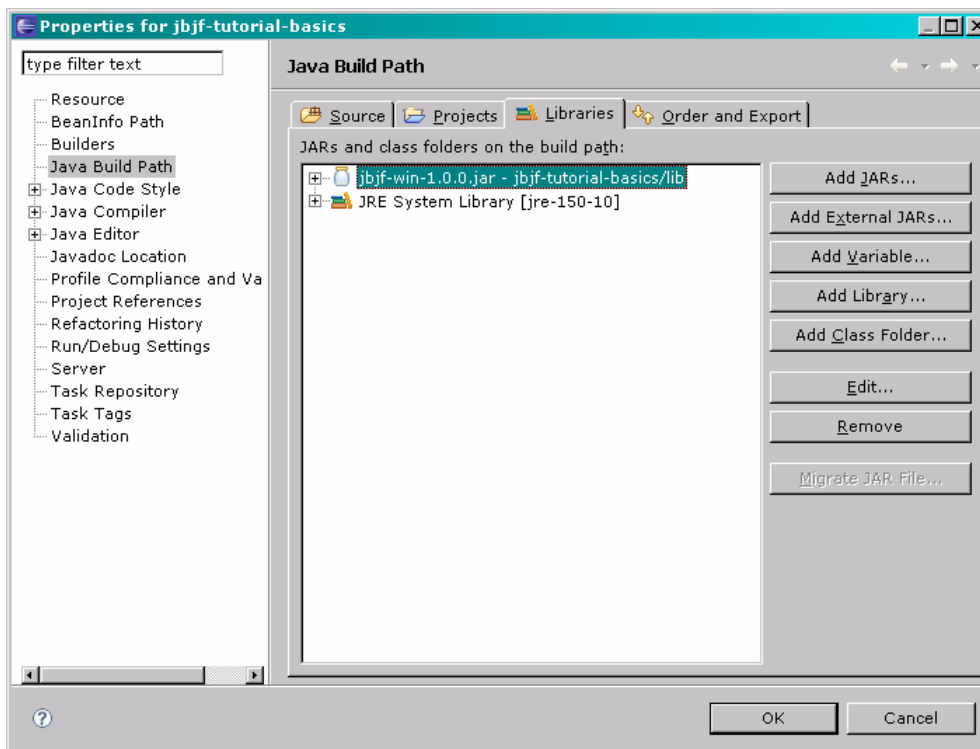 Properties for jbjf-tutorial-basics
type filter text
Resource
BeanInfo Path
Builders
Java Build Path
Java Code Style
Java Compiler
Java Editor
Javadoc Location
Profile Compliance and Va
Project References
Refactoring History
Run/Debug Settings
Server
Task Repository
Task Tags
Validation
Java Build Path
Source Projects Libraries Order and Export
JARs and class folders on the build path:
jbjf-win-1.0.0.jar - jbjf-tutorial-basics/lib
JRE System Library [jre-150-10]
Add JARs...
Add External JARs...
Add Variable...
Add Library...
Add Class Folder...
Edit...
Remove
Migrate JAR File...
OK Cancel